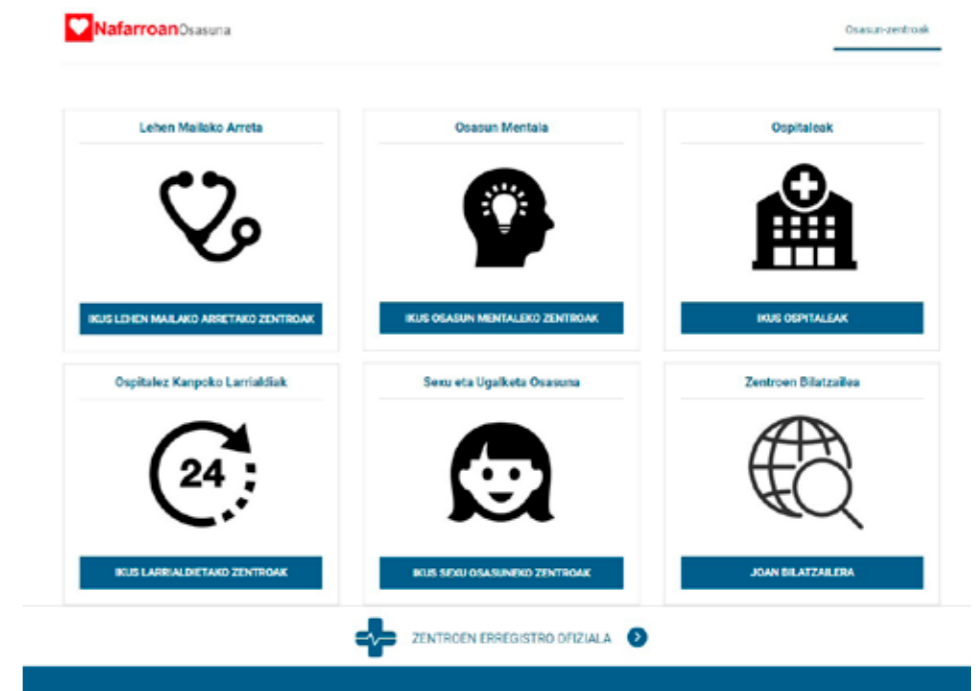 NafarroanOsasuna
Osasun-zentroak
Lehen Mailako Arreta
Osasun Mentala
Ospitaleak
IKUS LEHEN MAILAKO ARRETAKO ZENTROAK
IKUS OSASUN MENTALEKO ZENTROAK
IKUS OSPITALEAK
Ospitalez Kanpoko Larrialdiak
Sexu eta Ugalketa Osasuna
Zentroen Bilatzailea
24
IKUS LARRIALDIETAKO ZENTROAK
IKUS SEXU OSASUNEKO ZENTROAK
JOAN BILATZAILERA
ZENTROEN ERREGISTRO OFIZIALA